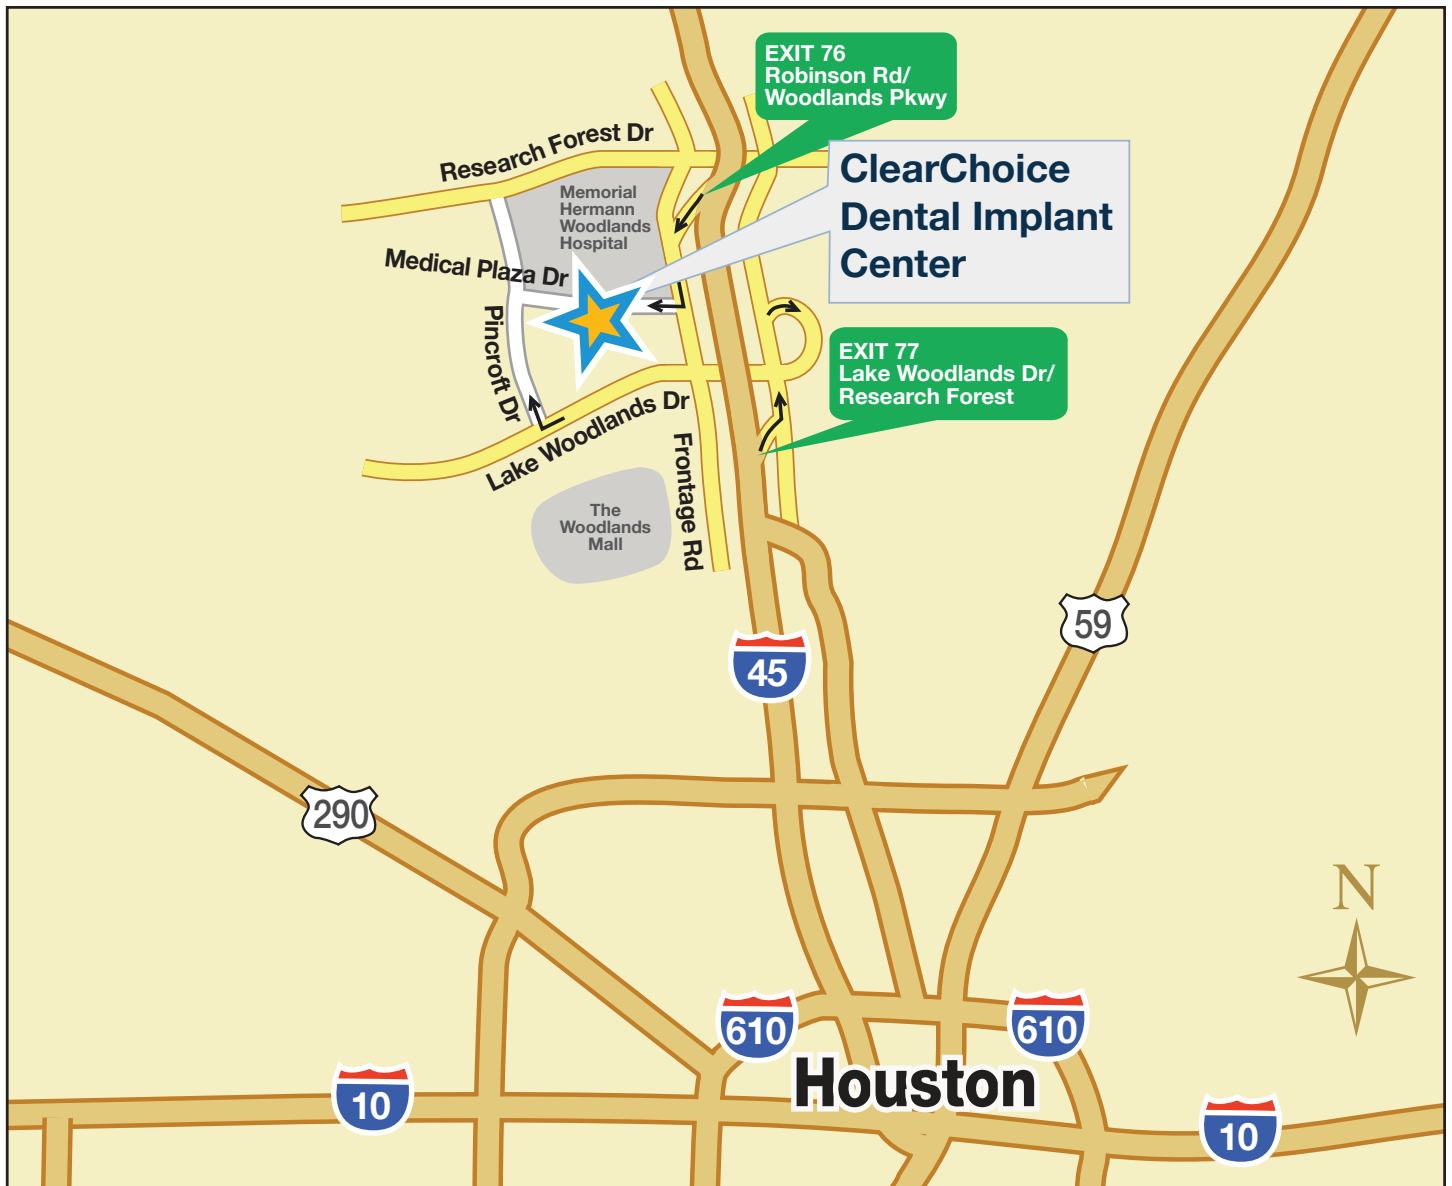 EXIT 76
Robinson Rd/
Woodlands Pkwy
Research Forest Dr
ClearChoice
Dental Implant
Center
Memorial
Hermann
Woodlands
Hospital
Medical Plaza Dr
Pincroft Dr
EXIT 77
Lake Woodlands Dr/
Research Forest
Lake Woodlands Dr
Frontage Rd
The
Woodlands
Mall
59
45
290
N
610
610
Houston
10
10